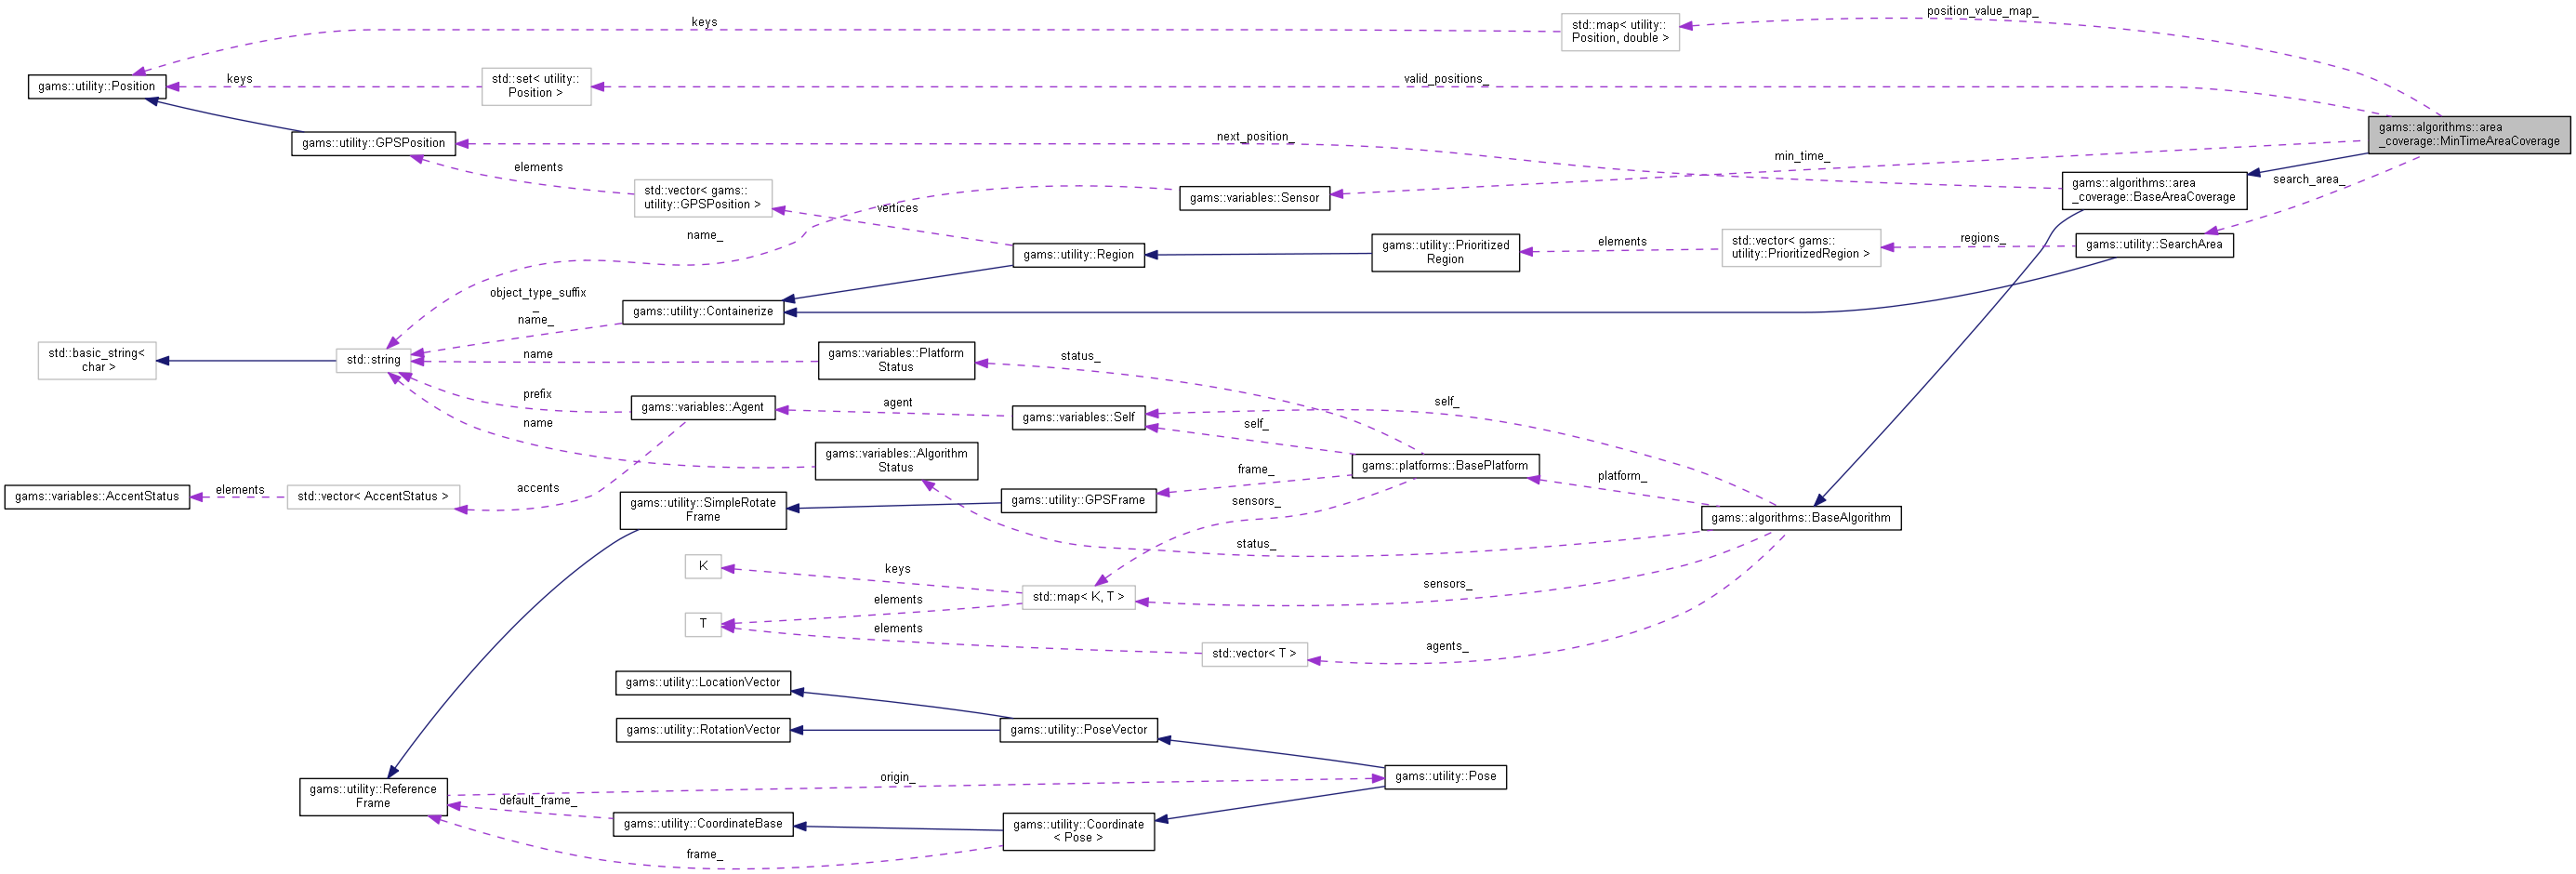 position_value_map_
keys
std::map< utility::
Position, double >
gams::utility::Position
keys
std::set< utility::
Position >
valid_positions_
gams::algorithms::area
_coverage::MinTimeAreaCoverage
gams::utility::GPSPosition
next_position_
min_time_
elements
std::vector< gams::
utility::GPSPosition >
vertices
gams::variables::Sensor
gams::algorithms::area
_coverage::BaseAreaCoverage
search_area_
name_
gams::utility::Region
gams::utility::Prioritized
Region
elements
std::vector< gams::
utility::PrioritizedRegion >
regions_
gams::utility::SearchArea
object_type_suffix
_
name_
gams::utility::Containerize
std::basic_string<
char >
std::string
name
gams::variables::Platform
Status
status_
prefix
gams::variables::Agent
agent
gams::variables::Self
self_
self_
name
gams::variables::Algorithm
Status
gams::platforms::BasePlatform
platform_
frame_
gams::variables::AccentStatus
elements
std::vector< AccentStatus >
accents
gams::utility::SimpleRotate
Frame
gams::utility::GPSFrame
sensors_
gams::algorithms::BaseAlgorithm
status_
K
keys
std::map< K, T >
sensors_
elements
T
elements
std::vector< T >
agents_
gams::utility::LocationVector
gams::utility::RotationVector
gams::utility::PoseVector
gams::utility::Reference
Frame
origin_
gams::utility::Pose
default_frame_
gams::utility::CoordinateBase
gams::utility::Coordinate
< Pose >
frame_